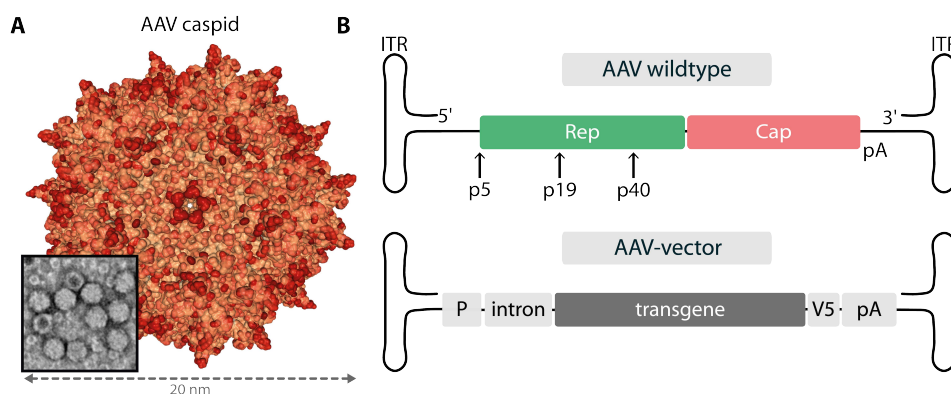 A
AAV caspid
20 nm
B
ITR
ITR
AAV wildtype
5'
3'
Rep
Cap
pA
p5
p19
p40
AAV-vector
P
intron
transgene
V5
pA